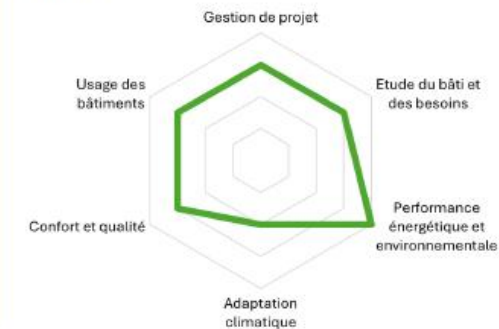 Gestion de projet
Usage des
bâtiments
Etude du bâti et
des besoins
Confort et qualité
Performance
énergétique et
environnementale
Adaptation
climatique